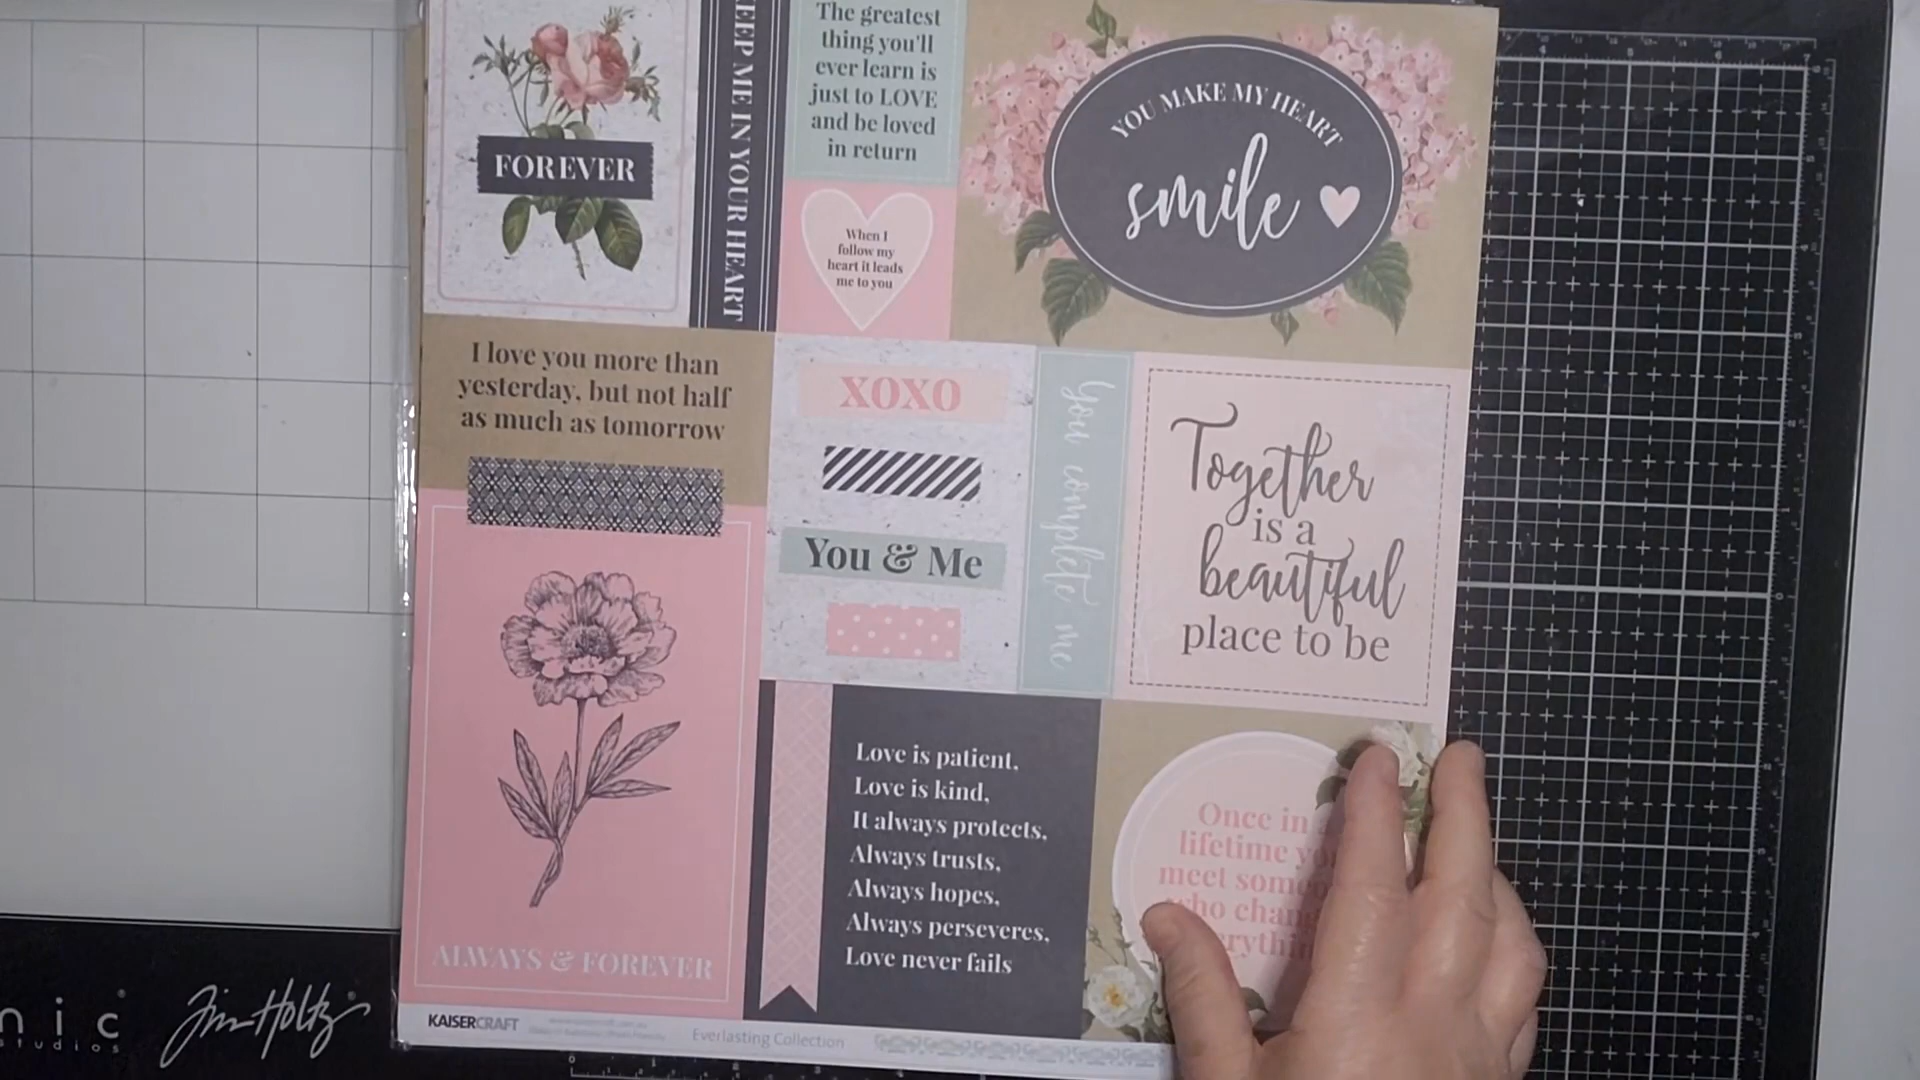 FOREVER
EEP ME IN YOUR HEART
The greatest
thing you'll
ever learn is
just to LOVE
and be loved
in return
When I
follow my
heart it leads
me to you
YOU MAKE MY HEART
smile
I love you more than
yesterday, but not half
as much as tomorrow
XOXO
You & Me
You complete me
Together
is a
beautiful
place to be
ALWAYS & FOREVER
Love is patient,
Love is kind,
It always protects,
Always trusts,
Always hopes,
Always perseveres,
Love never fails
Once in
lifetime
meet
who
KAISERCRAFT
Everlasting Collection
nic
studios
Tim Holtz